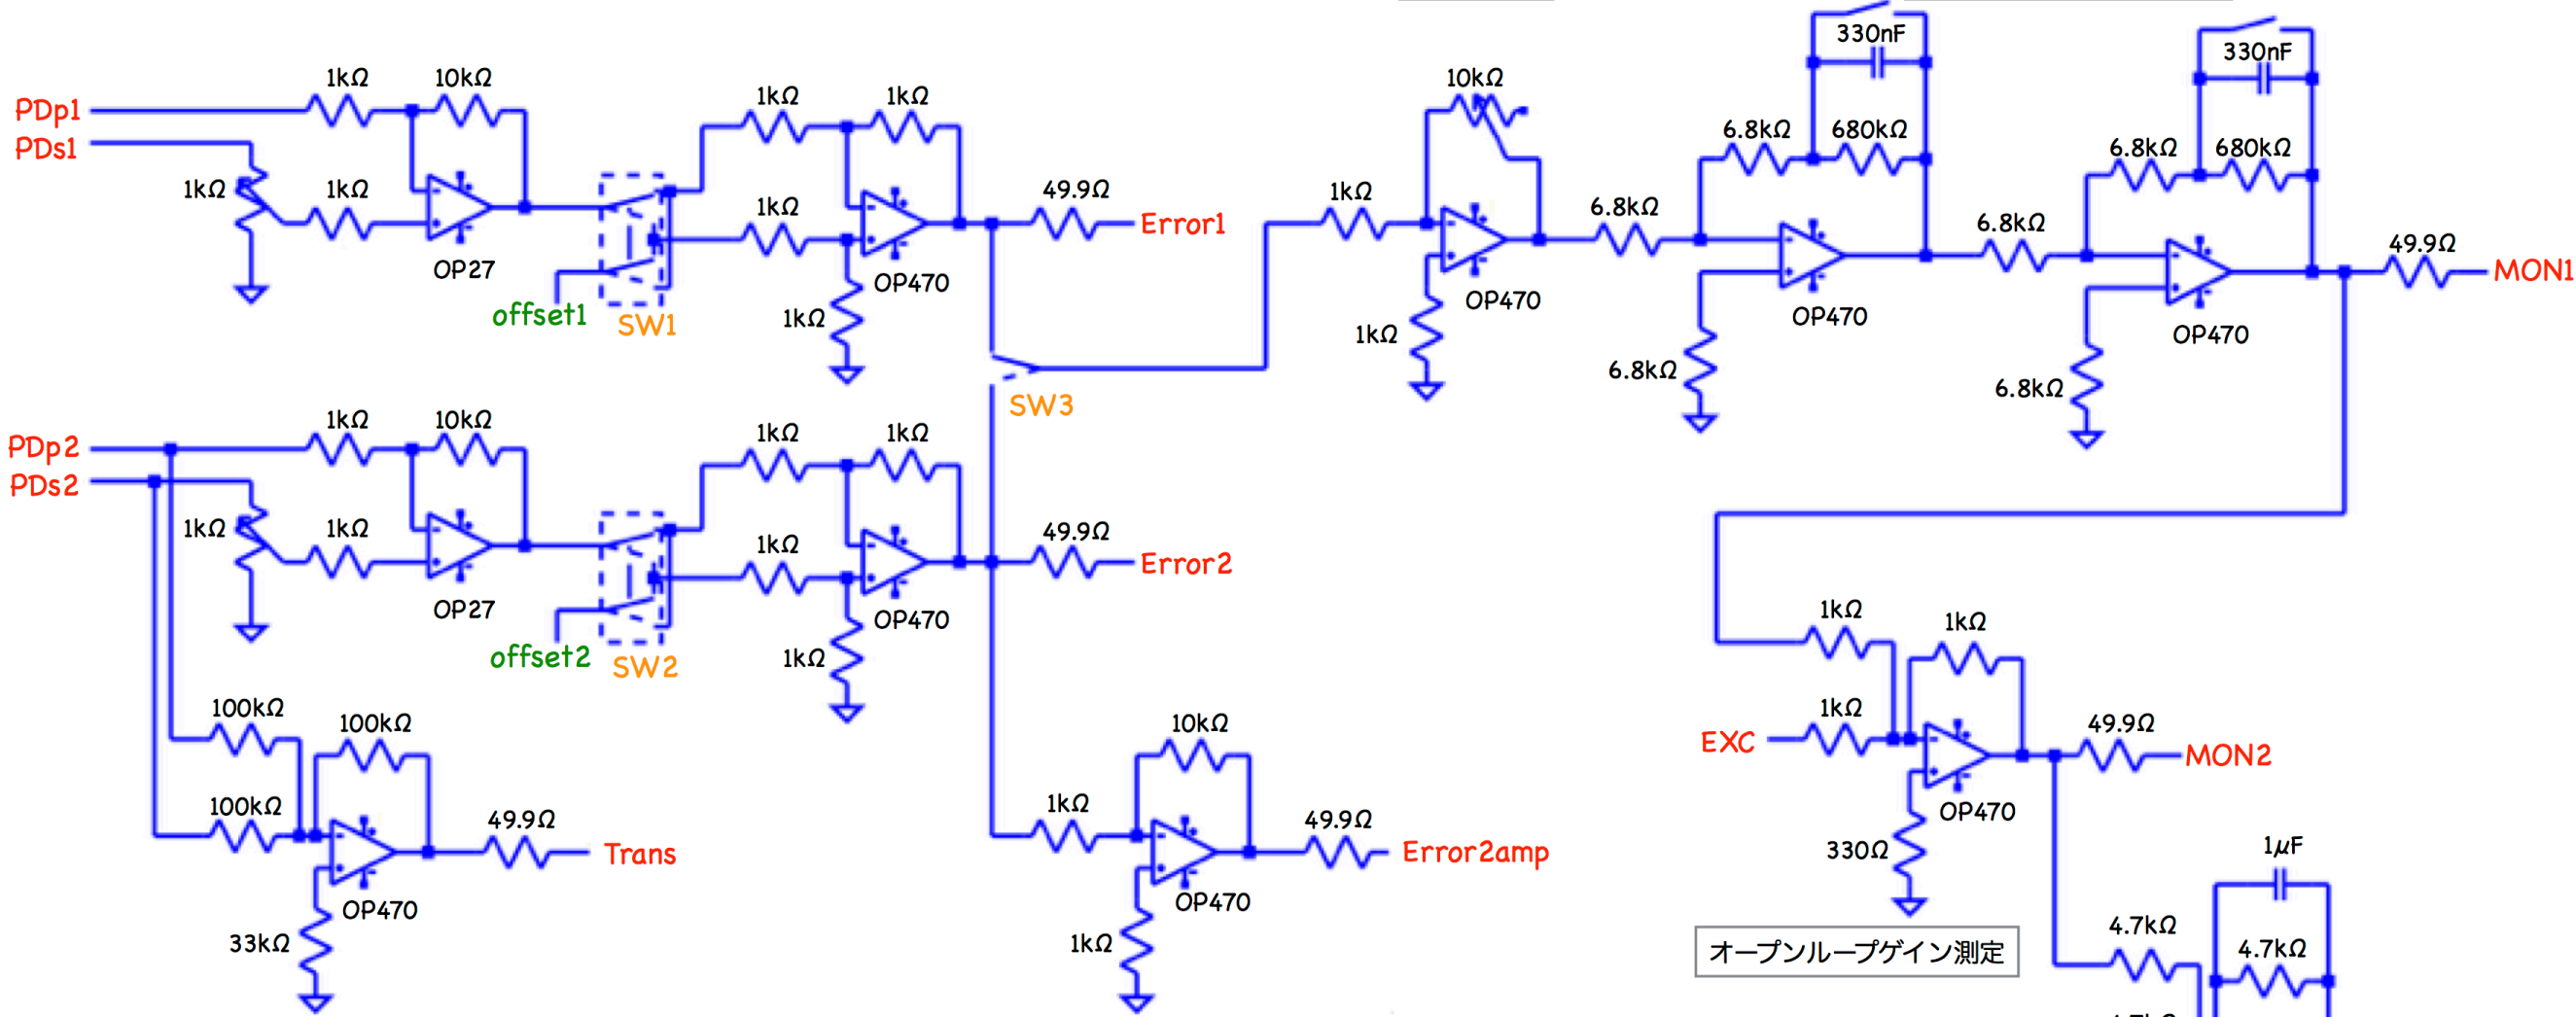 330nF
330nF
1kΩ
10kΩ
1kΩ
1kΩ
10kΩ
PDp1
PDs1
6.8kΩ
680kΩ
6.8kΩ
680kΩ
1kΩ
1kΩ
1kΩ
49.9Ω
Error1
1kΩ
6.8kΩ
6.8kΩ
49.9Ω
MON1
OP27
OP470
OP470
OP470
OP470
offset1
SW1
1kΩ
1kΩ
6.8kΩ
6.8kΩ
SW3
PDp2
PDs2
1kΩ
10kΩ
1kΩ
1kΩ
1kΩ
1kΩ
1kΩ
49.9Ω
Error2
OP27
OP470
offset2
SW2
1kΩ
1kΩ
1kΩ
100kΩ
100kΩ
10kΩ
EXC
1kΩ
49.9Ω
MON2
100kΩ
49.9Ω
Trans
1kΩ
49.9Ω
Error2amp
OP470
330Ω
OP470
OP470
33kΩ
1kΩ
1μF
4.7kΩ
4.7kΩ
オープンループゲイン測定